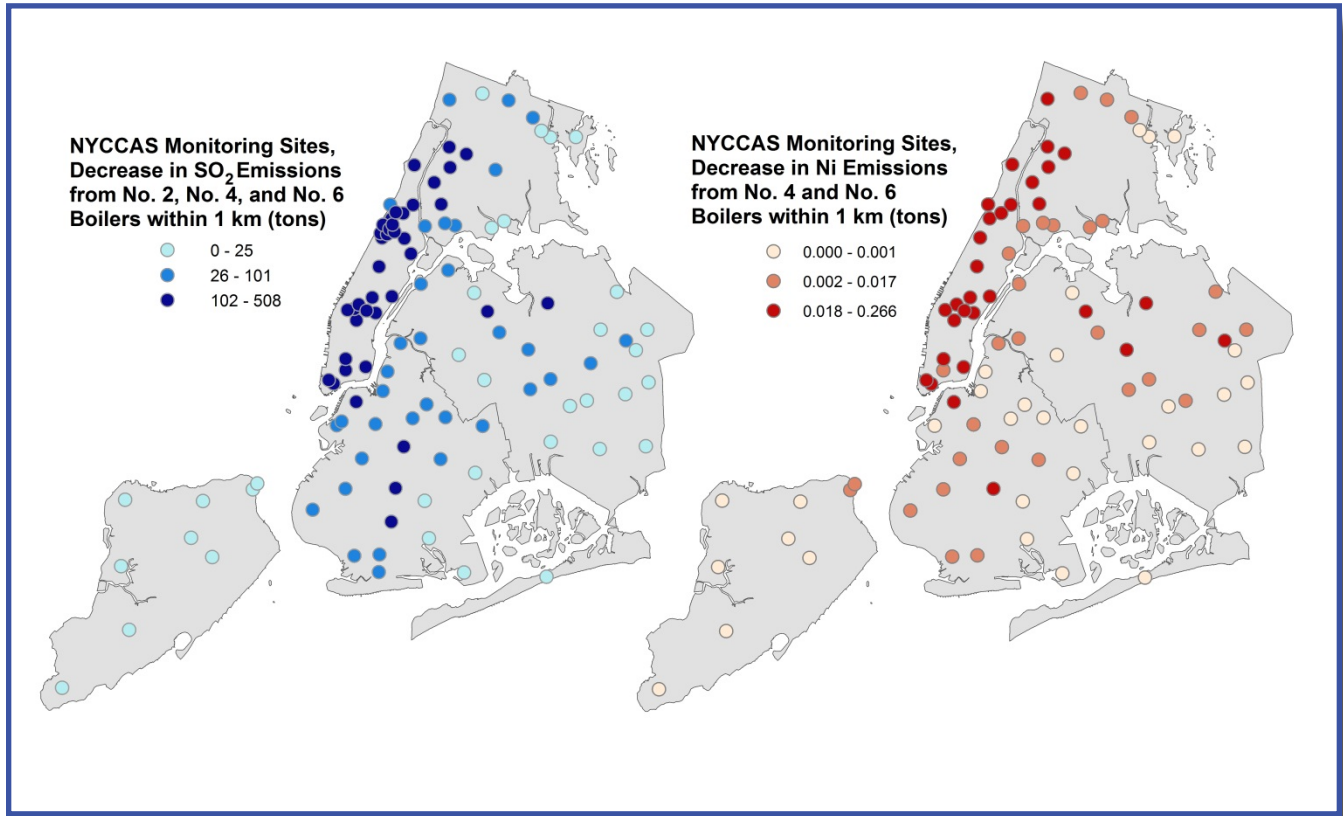 NYCCAS Monitoring Sites,
Decrease in SO2 Emissions
from No. 2, No. 4, and No. 6
Boilers within 1 km (tons)
0 - 25
26 - 101
102 - 508
NYCCAS Monitoring Sites,
Decrease in Ni Emissions
from No. 4 and No. 6
Boilers within 1 km (tons)
0.000 - 0.001
0.002 - 0.017
0.018 - 0.266